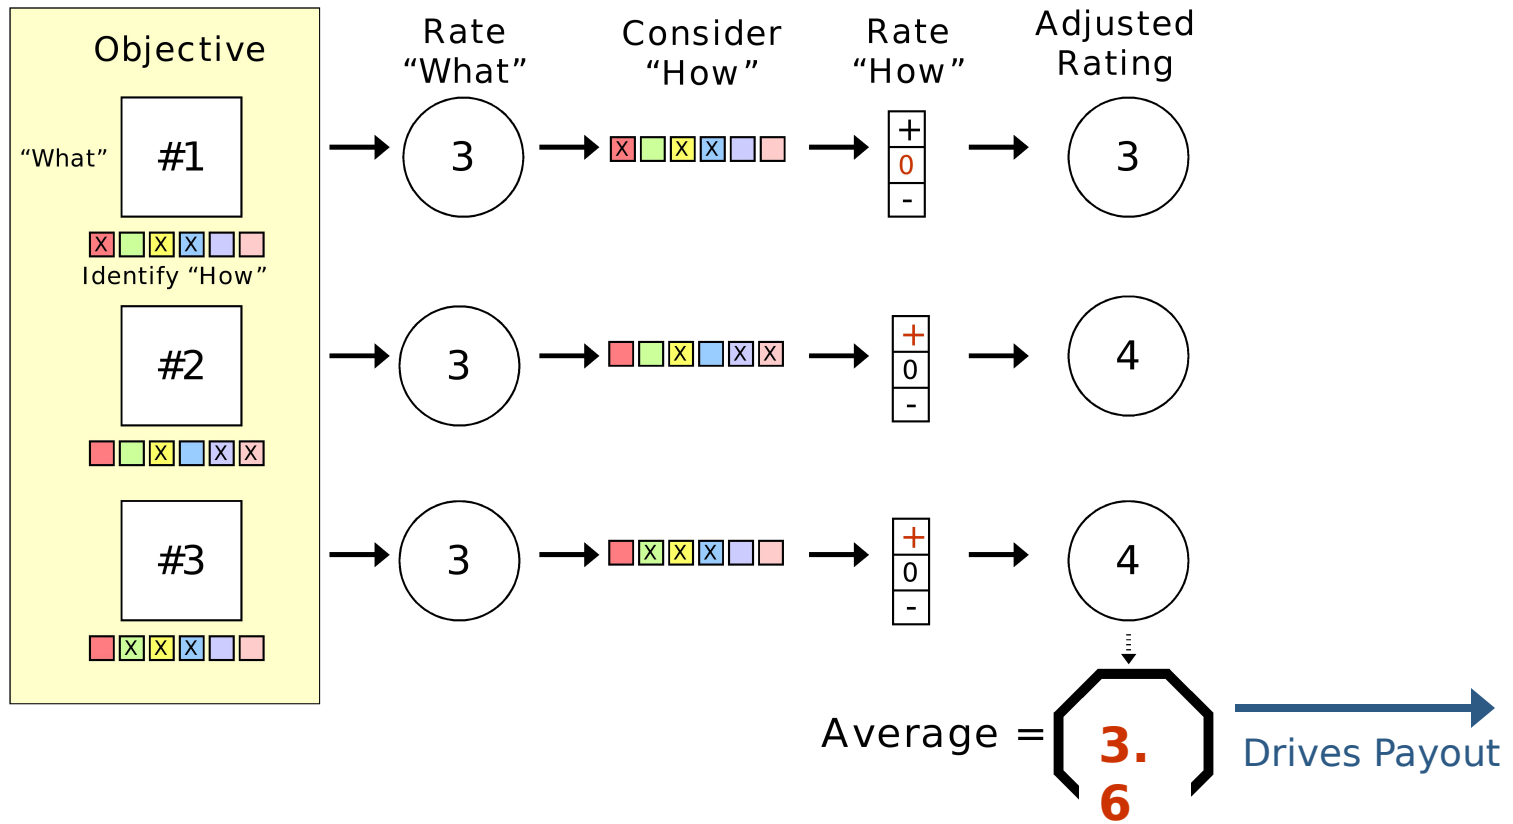 Objective
Rate
“What”
Consider
“How”
Rate
“How”
Adjusted
Rating
“What”
#1
3
X X X
+
0
-
3
X X X
Identify “How”
#2
3
X X X
+
0
-
4
X X X
#3
3
X X X
+
0
-
4
X X X
Average =
3.
6
Drives Payout